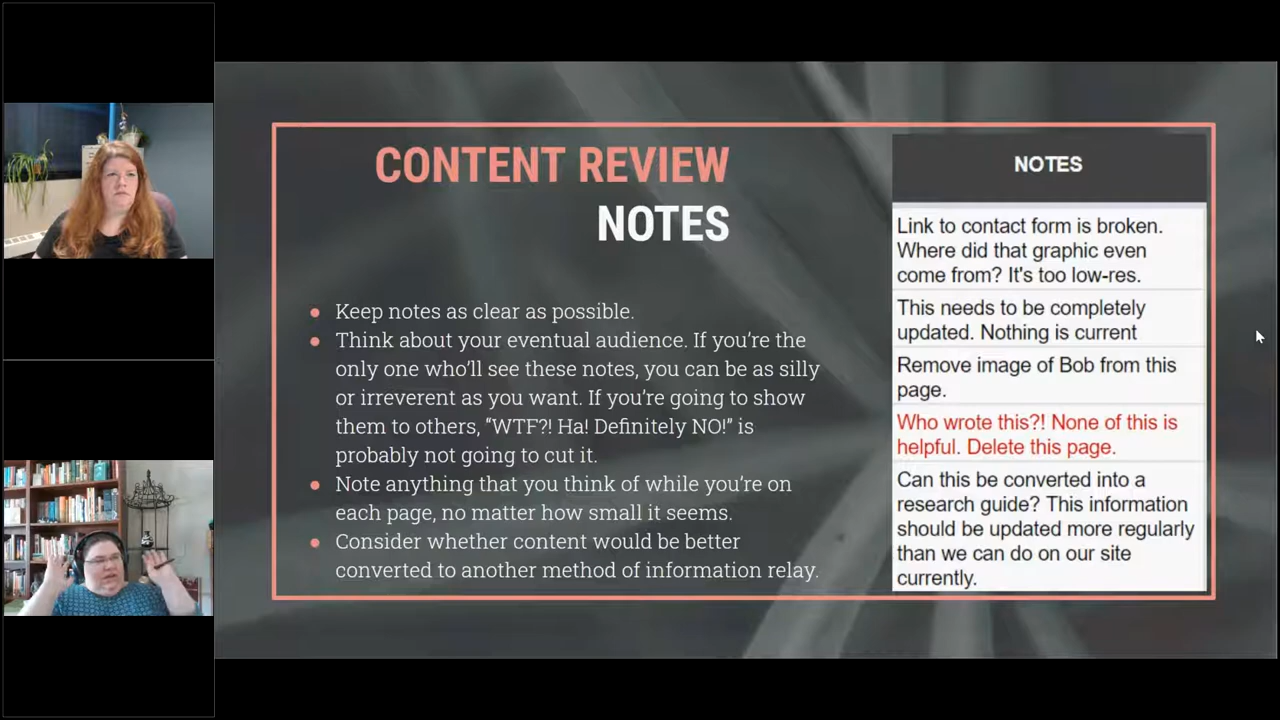 CONTENT REVIEW
NOTES
● Keep notes as clear as possible.
● Think about your eventual audience. If you’re the
only one who’ll see these notes, you can be as silly
or irreverent as you want. If you’re going to show
them to others, “WTF?! Ha! Definitely NO!” is
probably not going to cut it.
● Note anything that you think of while you’re on
each page, no matter how small it seems.
● Consider whether content would be better
converted to another method of information relay.
NOTES
Link to contact form is broken.
Where did that graphic even
come from? It's too low-res.
This needs to be completely
updated. Nothing is current
Remove image of Bob from this
page.
Who wrote this?! None of this is
helpful. Delete this page.
Can this be converted into a
research guide? This information
should be updated more regularly
than we can do on our site
currently.